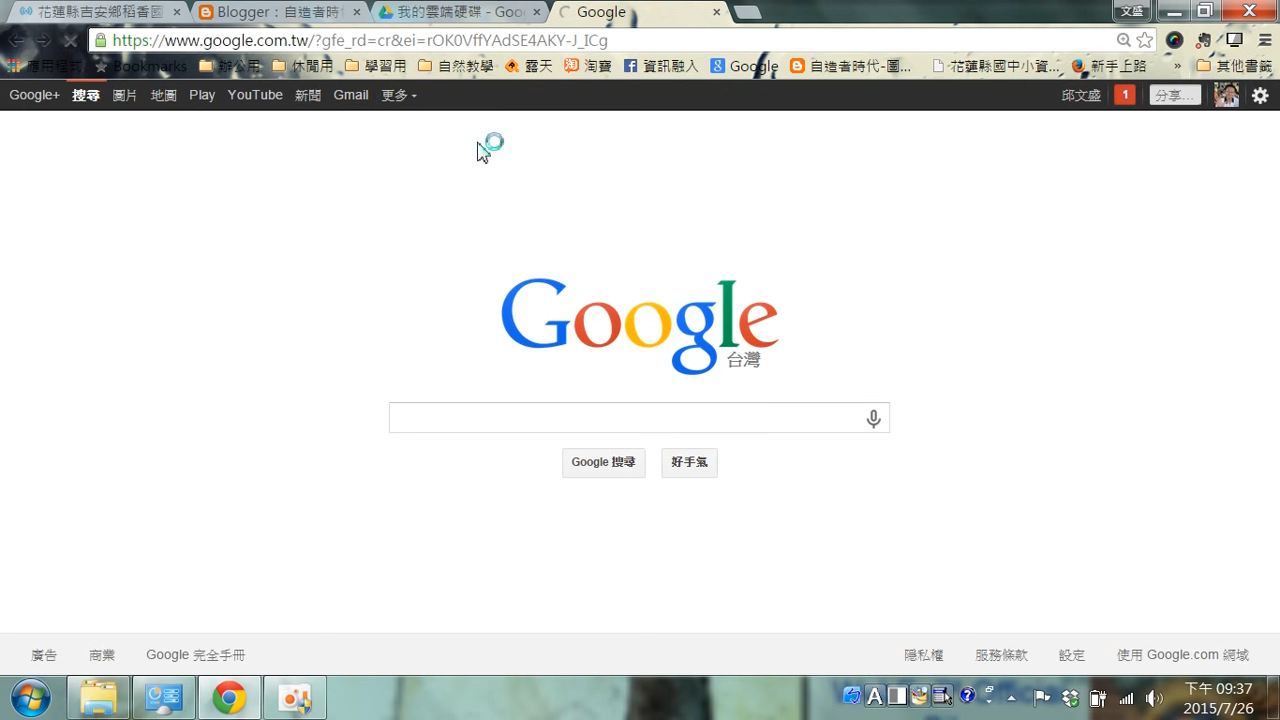 花蓮縣吉安鄉稻香國
Blogger：自造者時
我的雲端硬碟 - Goo
Google
文盛
https://www.google.com.tw/?gfe_rd=cr&ei=rOK0VffYAdSE4AKY-J_ICg
應用程式
Bookmarks
辦公用
休閒用
學習用
自然教學
露天
淘寶
資訊融入
Google
自造者時代-圖...
花蓮縣國中小資...
新手上路
»
其他書籤
Google+
搜尋
圖片
地圖
Play
YouTube
新聞
Gmail
更多
邱文盛
1
分享...
Google
台灣
Google 搜尋
好手氣
廣告
商業
Google 完全手冊
隱私權
服務條款
設定
使用 Google.com 網域
A
下午 09:37
2015/7/26